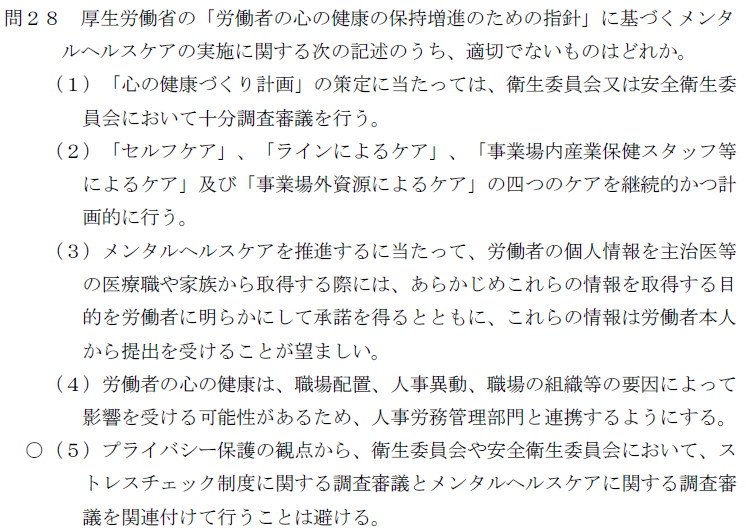 問28　厚生労働省の「労働者の心の健康の保持増進のための指針」に基づくメンタ
ルヘルスケアの実施に関する次の記述のうち、適切でないものはどれか。
（1）「心の健康づくり計画」の策定に当たっては、衛生委員会又は安全衛生委
員会において十分調査審議を行う。
（2）「セルフケア」、「ラインによるケア」、「事業場内産業保健スタッフ等
によるケア」及び「事業場外資源によるケア」の四つのケアを継続的かつ計
画的に行う。
（3）メンタルヘルスケアを推進するに当たって、労働者の個人情報を主治医等
の医療職や家族から取得する際には、あらかじめこれらの情報を取得する目
的を労働者に明らかにして承諾を得るとともに、これらの情報は労働者本人
から提出を受けることが望ましい。
（4）労働者の心の健康は、職場配置、人事異動、職場の組織等の要因によって
影響を受ける可能性があるため、人事労務管理部門と連携するようにする。
○（5）プライバシー保護の観点から、衛生委員会や安全衛生委員会において、ス
トレスチェック制度に関する調査審議とメンタルヘルスケアに関する調査審
議を関連付けて行うことは避ける。